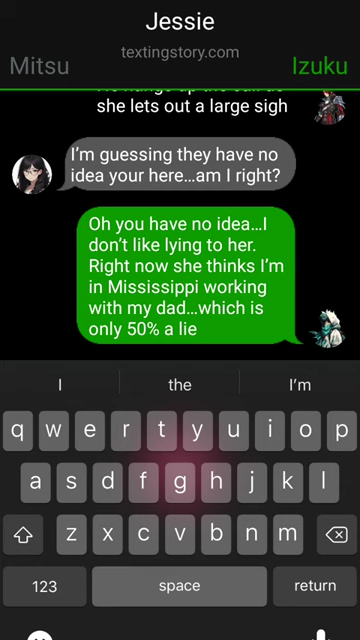 Jessie
textingstory.com
Mitsu
Izuku
she lets out a large sigh
I'm guessing they have no
idea your here...am I right?
Oh you have no idea...I
don't like lying to her.
Right now she thinks I'm
in Mississippi working
with my dad...which is
only 50% a lie
I
the
I'm
q w e r t y u i o p
a s d f g h j k l
z x c v b n m
123
space
return